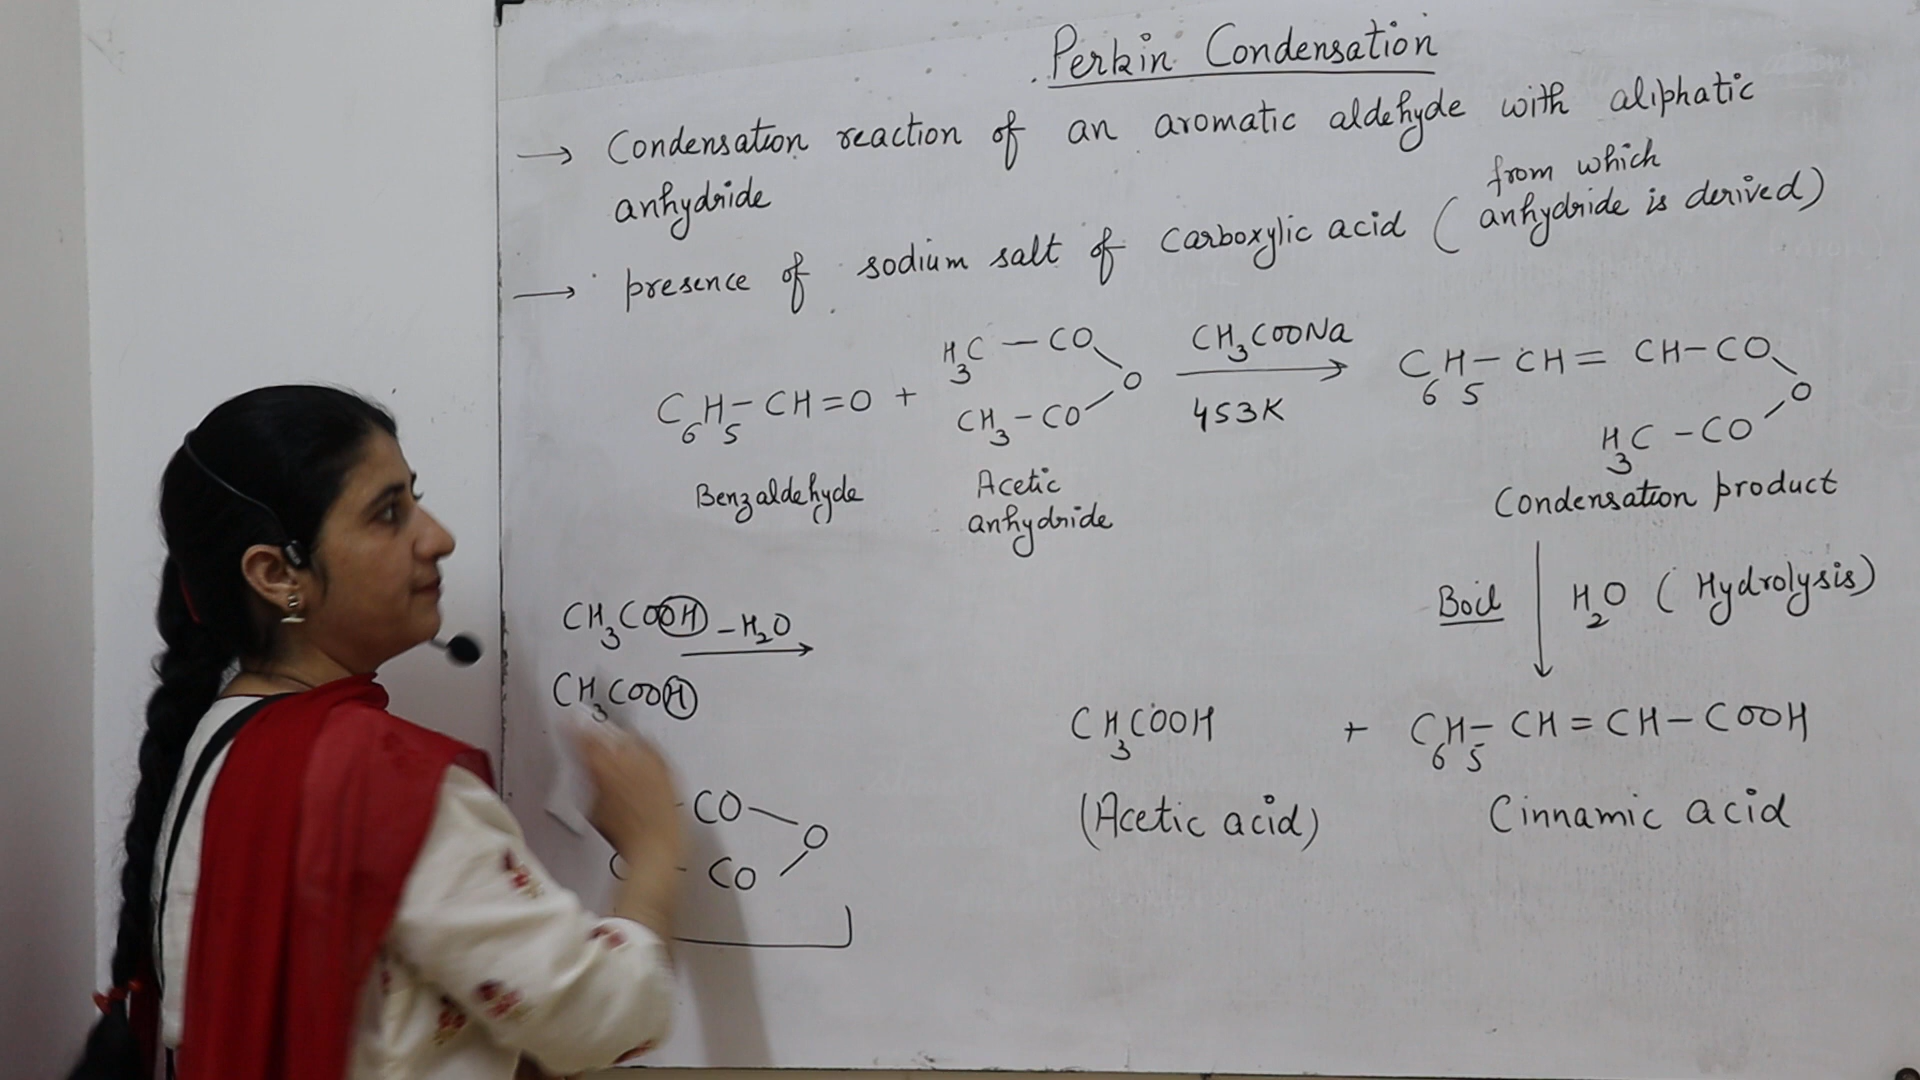 Perkin Condensation
→ Condensation reaction of an aromatic aldehyde with aliphatic
anhydride
→ presence of sodium salt of carboxylic acid ( from which
anhydride is derived)
C6H5-CH=O + H3C-CO
O
CH3-CO
CH3COONa
453K
C6H5-CH=CH-CO
O
H3C-CO
Benzaldehyde
Acetic
anhydride
Condensation product
Boil
H2O (Hydrolysis)
CH3COOH -H2O
CH3COOH
CH3COOH + C6H5-CH=CH-COOH
(Acetic acid)
Cinnamic acid
-CO
O
-CO